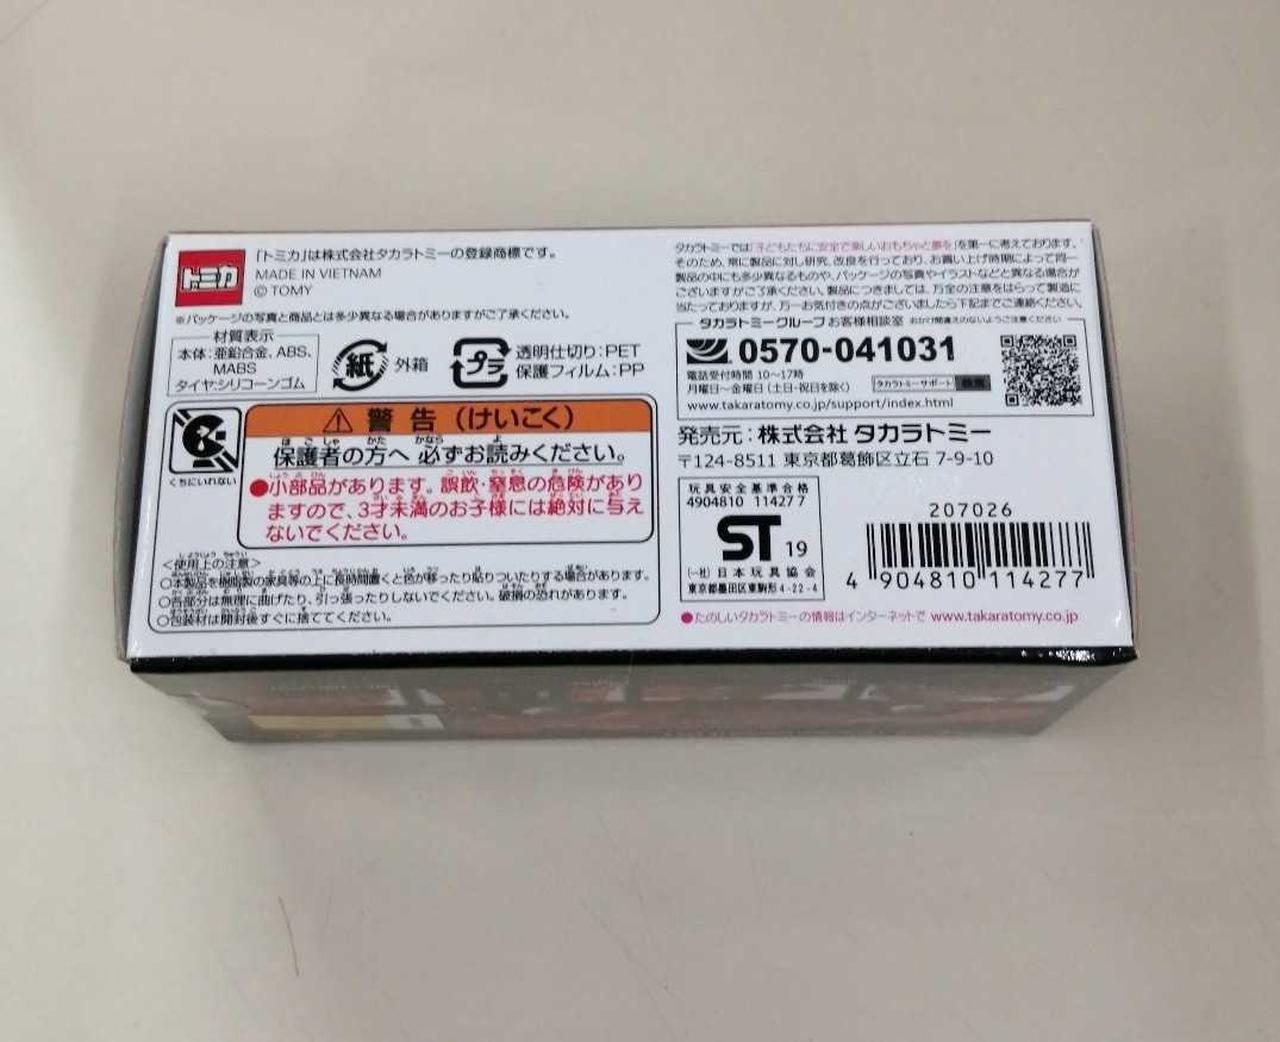 トミカ
「トミカ」は株式会社タカラトミーの登録商標です。
MADE IN VIETNAM
© TOMY
※パッケージの写真と商品とは多少異なる場合がありますがご了承ください。
材質表示
本体:亜鉛合金、ABS、
MABS
タイヤ:シリコーンゴム
紙
外箱
プラ
透明仕切り:PET
保護フィルム:PP
くちにいれない
⚠ 警告(けいこく)
保護者の方へ 必ずお読みください。
●小部品があります。誤飲・窒息の危険があり
ますので、3才未満のお子様には絶対に与え
ないでください。
<使用上の注意>
○本製品を樹脂製の家具等の上に長時間置くと色が移ったり貼りついたりする場合があります。
○各部分は無理に曲げたり、引っ張ったりしないでください。破損の恐れがあります。
○包装材は開封後すぐに捨ててください。
タカラトミーでは「子どもたちに安全で楽しいおもちゃと夢を」を第一に考えております。
そのため、常に製品に対し研究、改良を行っており、お買い上げ時期によって同一
製品の中にも多少異なるものや、パッケージの写真やイラストなどと異なる場合が
ございますがご了承ください。製品につきましては、万全の注意をはらって製造に
当たっておりますが、万一お気付きの点がございましたら下記までご連絡ください。
タカラトミーグループお客様相談室 おかけ間違えのないようご注意ください
0570-041031
電話受付時間 10〜17時
月曜日〜金曜日(土日・祝日を除く)
タカラトミーサポート 検索
www.takaratomy.co.jp/support/index.html
発売元:株式会社 タカラトミー
〒124-8511 東京都葛飾区立石 7-9-10
玩具安全基準合格
4904810 11427 7
ST 19
(一社)日本玩具協会
東京都墨田区東駒形4-22-4
207026
4 904810 114277
●たのしいタカラトミーの情報はインターネットで www.takaratomy.co.jp